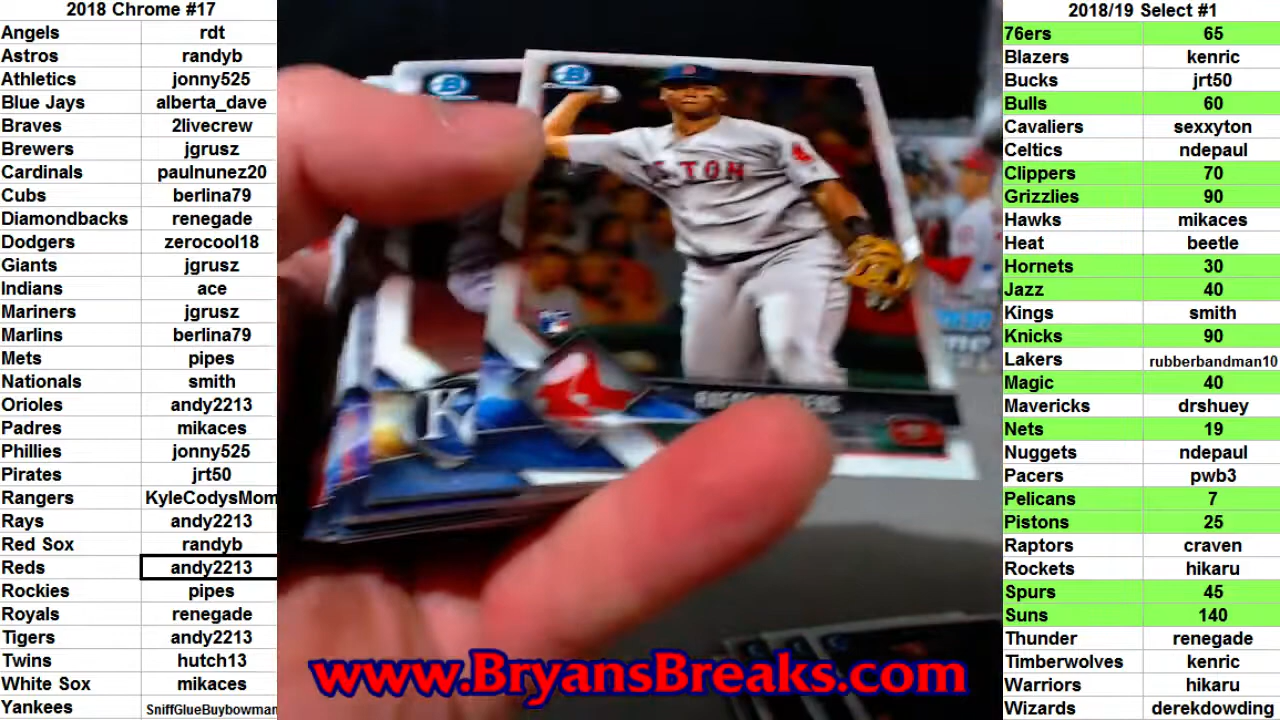 2018 Chrome #17
Angels rdt
Astros randyb
Athletics jonny525
Blue Jays alberta_dave
Braves 2livecrew
Brewers jgrusz
Cardinals paulnunez20
Cubs berlina79
Diamondbacks renegade
Dodgers zerocool18
Giants jgrusz
Indians ace
Mariners jgrusz
Marlins berlina79
Mets pipes
Nationals smith
Orioles andy2213
Padres mikaces
Phillies jonny525
Pirates jrt50
Rangers KyleCodysMom
Rays andy2213
Red Sox randyb
Reds andy2213
Rockies pipes
Royals renegade
Tigers andy2213
Twins hutch13
White Sox mikaces
Yankees SniffGlueBuybowman
www.BryansBreaks.com
2018/19 Select #1
76ers 65
Blazers kenric
Bucks jrt50
Bulls 60
Cavaliers sexxyton
Celtics ndepaul
Clippers 70
Grizzlies 90
Hawks mikaces
Heat beetle
Hornets 30
Jazz 40
Kings smith
Knicks 90
Lakers rubberbandman10
Magic 40
Mavericks drshuey
Nets 19
Nuggets ndepaul
Pacers pwb3
Pelicans 7
Pistons 25
Raptors craven
Rockets hikaru
Spurs 45
Suns 140
Thunder renegade
Timberwolves kenric
Warriors hikaru
Wizards derekdowding